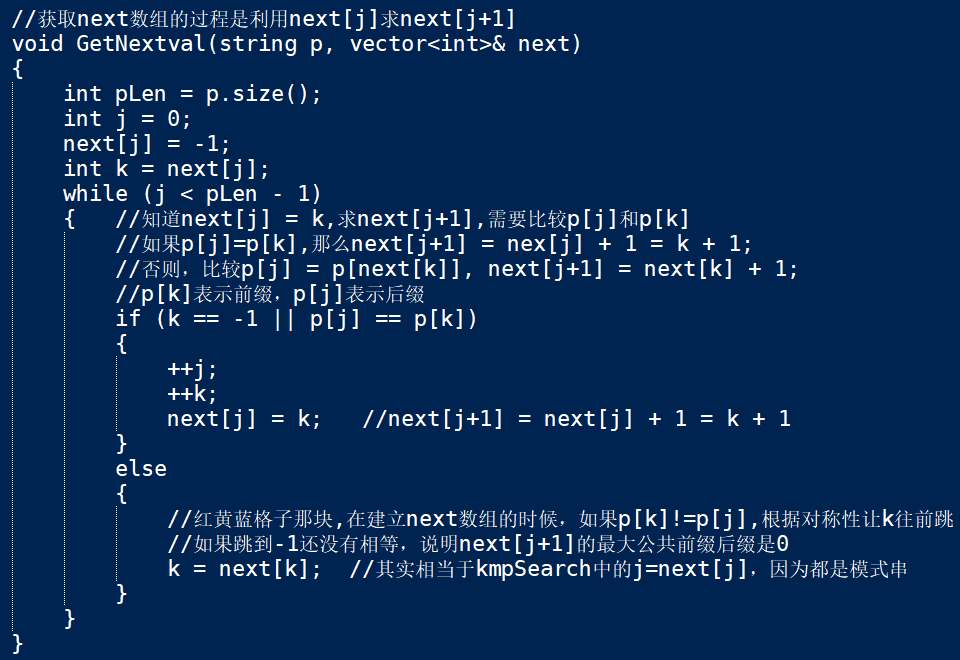 //获取next数组的过程是利用next[j]求next[j+1]
void GetNextval(string p, vector<int>& next)
{
    int pLen = p.size();
    int j = 0;
    next[j] = -1;
    int k = next[j];
    while (j < pLen - 1)
    {   //知道next[j] = k,求next[j+1],需要比较p[j]和p[k]
        //如果p[j]=p[k],那么next[j+1] = nex[j] + 1 = k + 1;
        //否则，比较p[j] = p[next[k]], next[j+1] = next[k] + 1;
        //p[k]表示前缀，p[j]表示后缀
        if (k == -1 || p[j] == p[k])
        {
            ++j;
            ++k;
            next[j] = k;   //next[j+1] = next[j] + 1 = k + 1
        }
        else
        {
            //红黄蓝格子那块,在建立next数组的时候，如果p[k]!=p[j],根据对称性让k往前跳
            //如果跳到-1还没有相等，说明next[j+1]的最大公共前缀后缀是0
            k = next[k];  //其实相当于kmpSearch中的j=next[j]，因为都是模式串
        }
    }
}